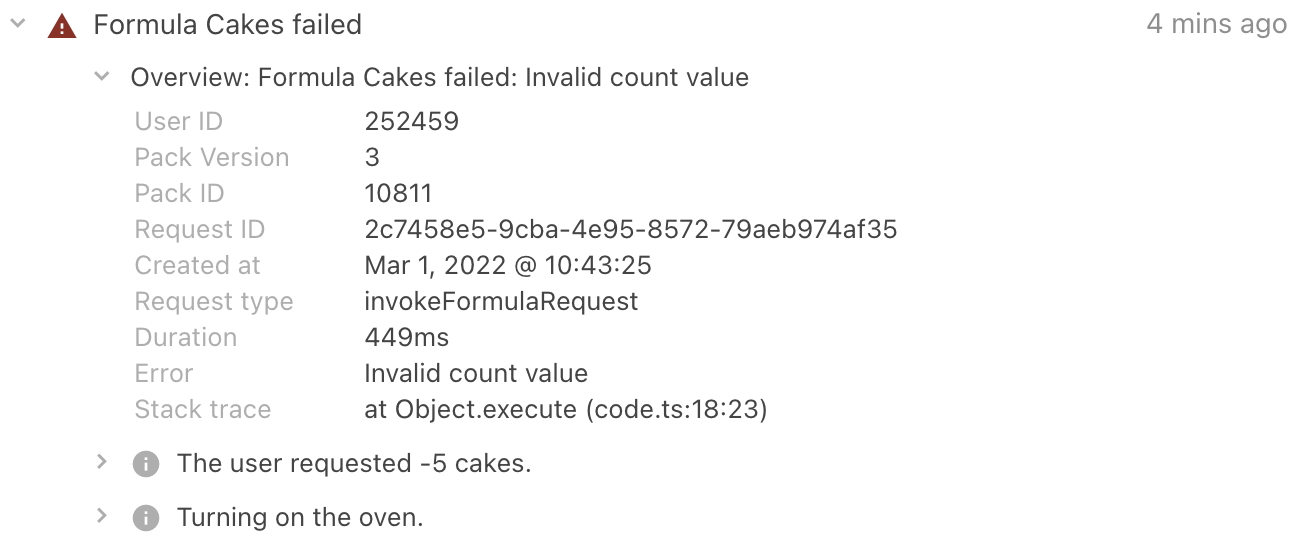 Formula Cakes failed 4 mins ago
Overview: Formula Cakes failed: Invalid count value
User ID 252459
Pack Version 3
Pack ID 10811
Request ID 2c7458e5-9cba-4e95-8572-79aeb974af35
Created at Mar 1, 2022 @ 10:43:25
Request type invokeFormulaRequest
Duration 449ms
Error Invalid count value
Stack trace at Object.execute (code.ts:18:23)
The user requested -5 cakes.
Turning on the oven.